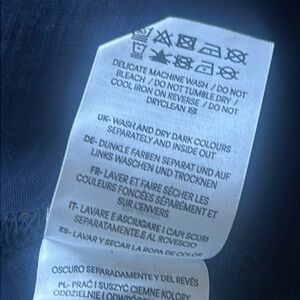 DELICATE MACHINE WASH / DO NOT
BLEACH / DO NOT TUMBLE DRY /
COOL IRON ON REVERSE / DO NOT
DRYCLEAN
UK- WASH AND DRY DARK COLOURS
SEPARATELY AND INSIDE OUT
DE- DUNKLE FARBEN SEPARAT UND AUF
LINKS WASCHEN UND TROCKNEN
FR- LAVER ET FAIRE SÉCHER LES
COULEURS FONCÉES SÉPARÉMENT ET
SUR L'ENVERS
IT- LAVARE E ASCIUGARE I CAPI SCURI
SEPARATAMENTE E AL ROVESCIO
ES- LAVAR Y SECAR LA ROPA DE COLOR
OSCURO SEPARADAMENTE Y DEL REVÉS
PL- PRAĆ I SUSZYĆ CIEMNE KOLORY
ODDZIELNIE I